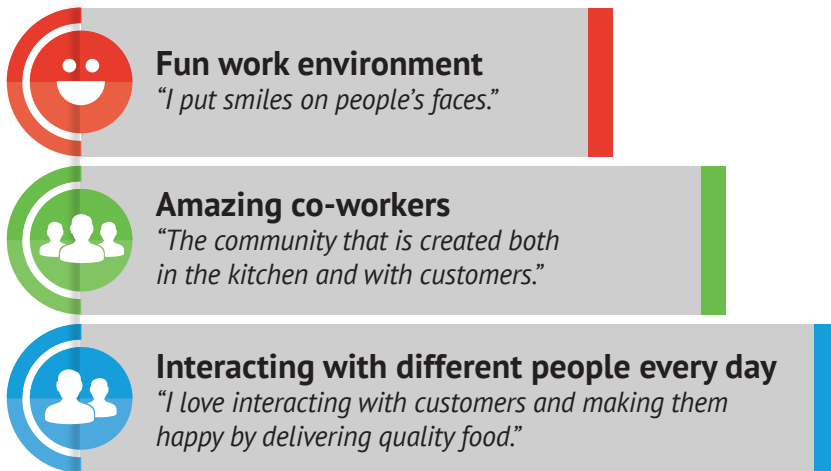 Fun work environment
“I put smiles on people’s faces.”
Amazing co-workers
“The community that is created both
in the kitchen and with customers.”
Interacting with different people every day
“I love interacting with customers and making them
happy by delivering quality food.”